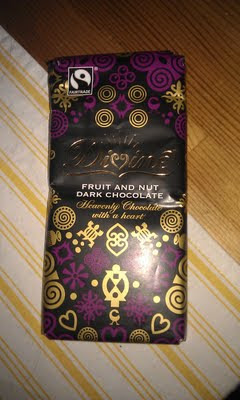 FAIRTRADE
Divine
FRUIT AND NUT
DARK CHOCOLATE
Heavenly Chocolate
with a heart